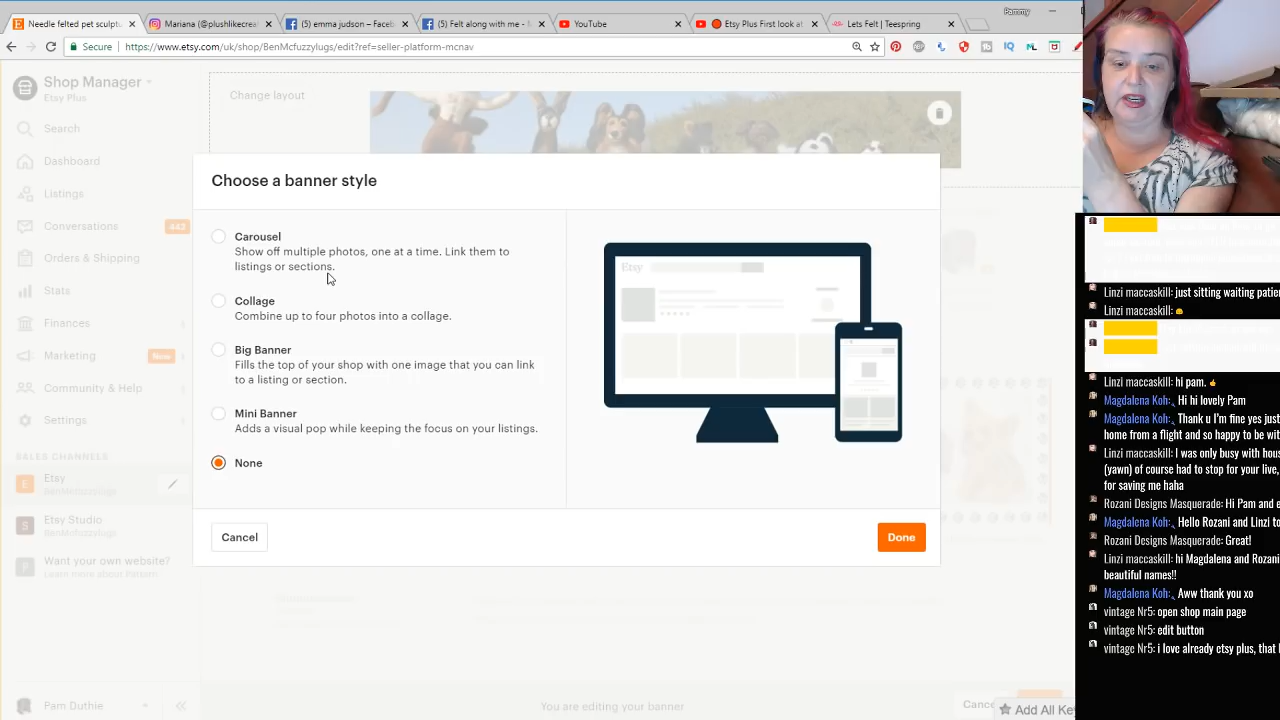 Needle felted pet sculpt
Mariana (@plushlikecrea
emma judson – Faceb
(5) Felt along with me - M
YouTube
Etsy Plus First look at
Lets Felt | Teespring
Pammy
Secure
https://www.etsy.com/uk/shop/BenMcfuzzylugs/edit?ref=seller-platform-mcnav
Shop Manager
Etsy Plus
Search
Dashboard
Listings
Conversations
443
Orders & Shipping
Stats
Finances
Marketing
New
Community & Help
Settings
SALES CHANNELS
E
Etsy
BenMcfuzzylugs
Etsy Studio
BenMcfuzzylugs
Want your own website?
Learn more about Pattern
Pam Duthie
Change layout
Choose a banner style
Carousel
Show off multiple photos, one at a time. Link them to
listings or sections.
Collage
Combine up to four photos into a collage.
Big Banner
Fills the top of your shop with one image that you can link
to a listing or section.
Mini Banner
Adds a visual pop while keeping the focus on your listings.
None
Etsy
Cancel
Done
You are editing your banner
Cance
Add All Ke
Linzi maccaskill: just sitting waiting patier
Linzi maccaskill:
Linzi maccaskill: hi pam.
Magdalena Koh: Hi hi lovely Pam
Magdalena Koh: Thank u I'm fine yes just
home from a flight and so happy to be wit
Linzi maccaskill: I was only busy with hous
(yawn) of course had to stop for your live,
for saving me haha
Rozani Designs Masquerade: Hi Pam and e
Magdalena Koh: Hello Rozani and Linzi to
Rozani Designs Masquerade: Great!
Linzi maccaskill: hi Magdalena and Rozani
beautiful names!!
Magdalena Koh: Aww thank you xo
vintage Nr5: open shop main page
vintage Nr5: edit button
vintage Nr5: i love already etsy plus, that